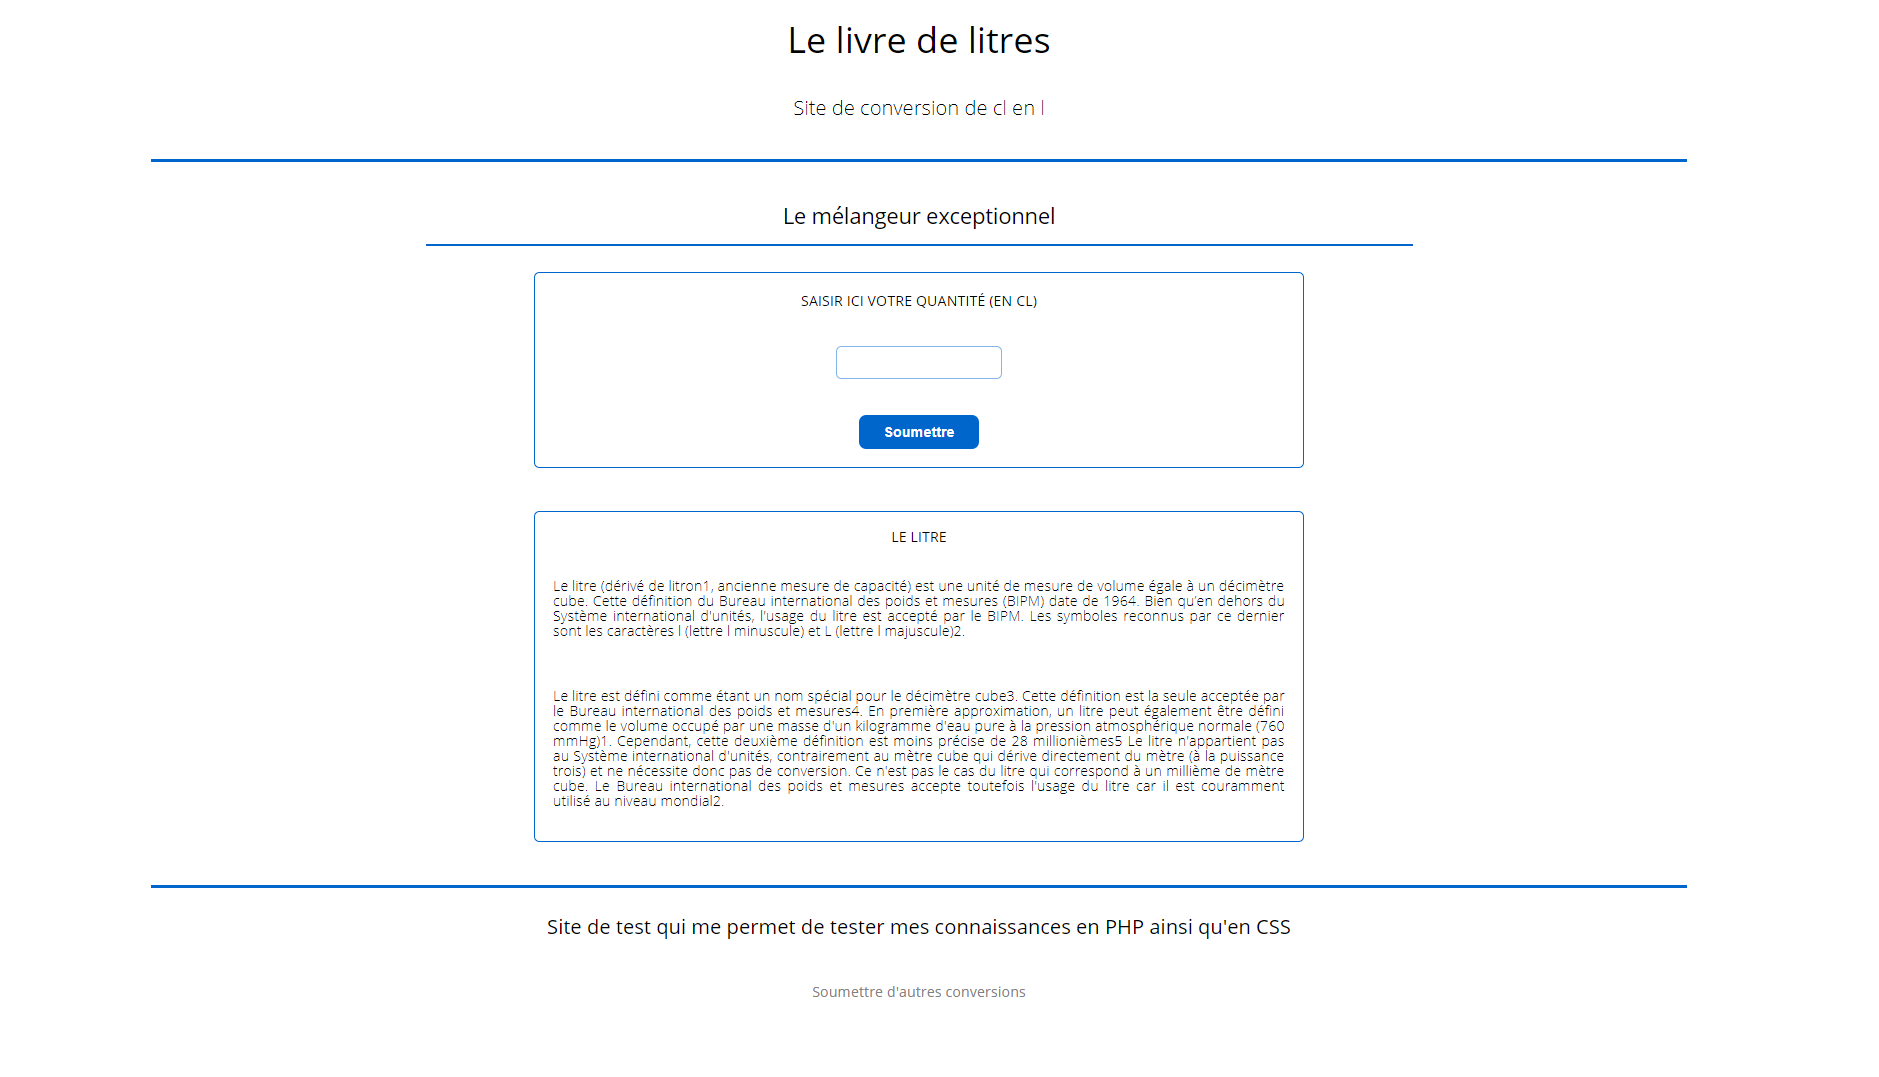 Le livre de litres
Site de conversion de cl en l
Le mélangeur exceptionnel
SAISIR ICI VOTRE QUANTITÉ (EN CL)
Soumettre
LE LITRE
Le litre (dérivé de litron1, ancienne mesure de capacité) est une unité de mesure de volume égale à un décimètre
cube. Cette définition du Bureau international des poids et mesures (BIPM) date de 1964. Bien qu’en dehors du
Système international d'unités, l'usage du litre est accepté par le BIPM. Les symboles reconnus par ce dernier
sont les caractères l (lettre l minuscule) et L (lettre l majuscule)2.
Le litre est défini comme étant un nom spécial pour le décimètre cube3. Cette définition est la seule acceptée par
le Bureau international des poids et mesures4. En première approximation, un litre peut également être défini
comme le volume occupé par une masse d'un kilogramme d'eau pure à la pression atmosphérique normale (760
mmHg)1. Cependant, cette deuxième définition est moins précise de 28 millionièmes5 Le litre n'appartient pas
au Système international d'unités, contrairement au mètre cube qui dérive directement du mètre (à la puissance
trois) et ne nécessite donc pas de conversion. Ce n'est pas le cas du litre qui correspond à un millième de mètre
cube. Le Bureau international des poids et mesures accepte toutefois l'usage du litre car il est couramment
utilisé au niveau mondial2.
Site de test qui me permet de tester mes connaissances en PHP ainsi qu'en CSS
Soumettre d'autres conversions